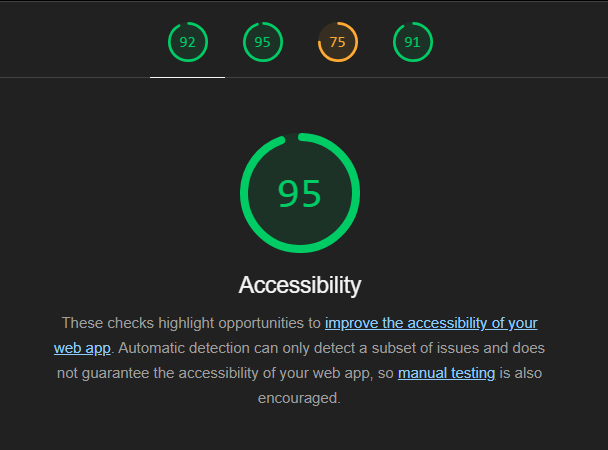 92 95 75 91
95
Accessibility
These checks highlight opportunities to improve the accessibility of your
web app. Automatic detection can only detect a subset of issues and does
not guarantee the accessibility of your web app, so manual testing is also
encouraged.